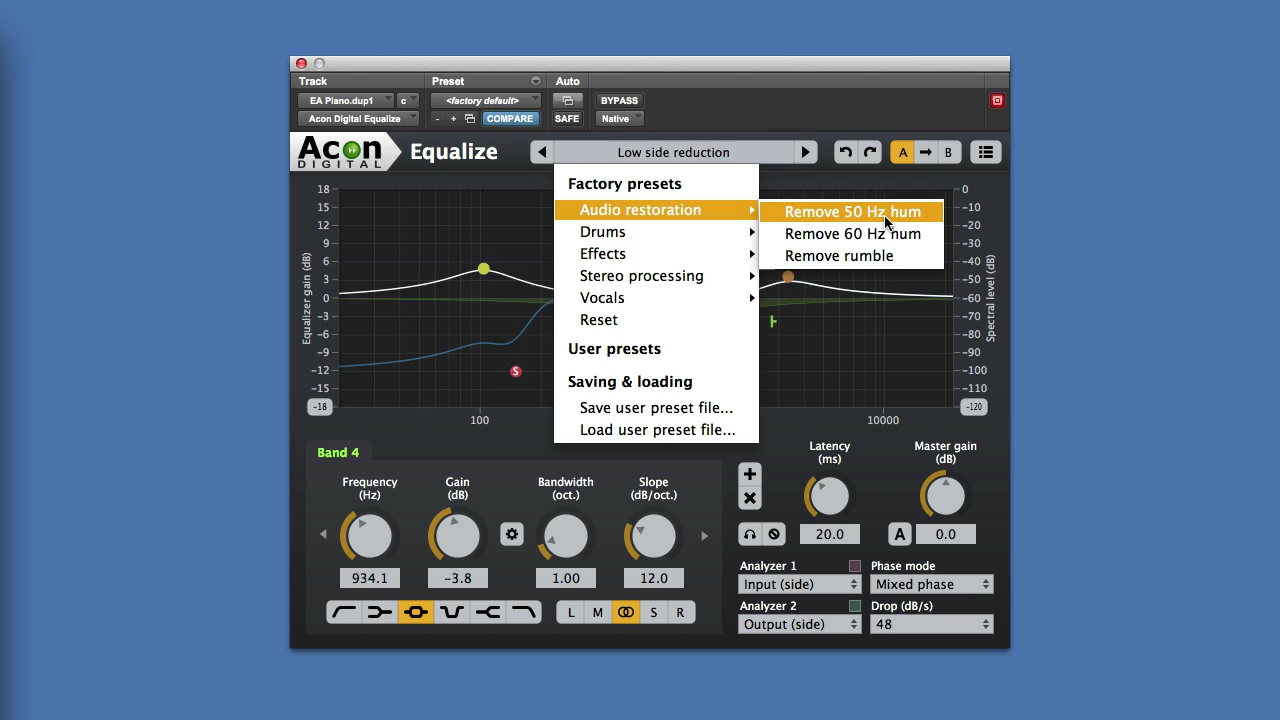 Track Preset Auto
EA Piano.dup1 c <factory default> BYPASS
Acon Digital Equalize - + COMPARE SAFE Native
Acon DIGITAL Equalize Low side reduction A B
Factory presets
Audio restoration
Drums
Effects
Stereo processing
Vocals
Reset
User presets
Saving & loading
Save user preset file...
Load user preset file...
Remove 50 Hz hum
Remove 60 Hz hum
Remove rumble
Equalizer gain (dB)
18
15
12
9
6
3
0
-3
-6
-9
-12
-15
-18
S
100 10000
0
-10
-20
-30
-40
-50
-60
-70
-80
-90
-100
-110
-120
Spectral level (dB)
Band 4
Frequency (Hz) Gain (dB) Bandwidth (oct.) Slope (dB/oct.)
934.1 -3.8 1.00 12.0
L M S R
Latency (ms) Master gain (dB)
20.0 A 0.0
Analyzer 1 Phase mode
Input (side) Mixed phase
Analyzer 2 Drop (dB/s)
Output (side) 48